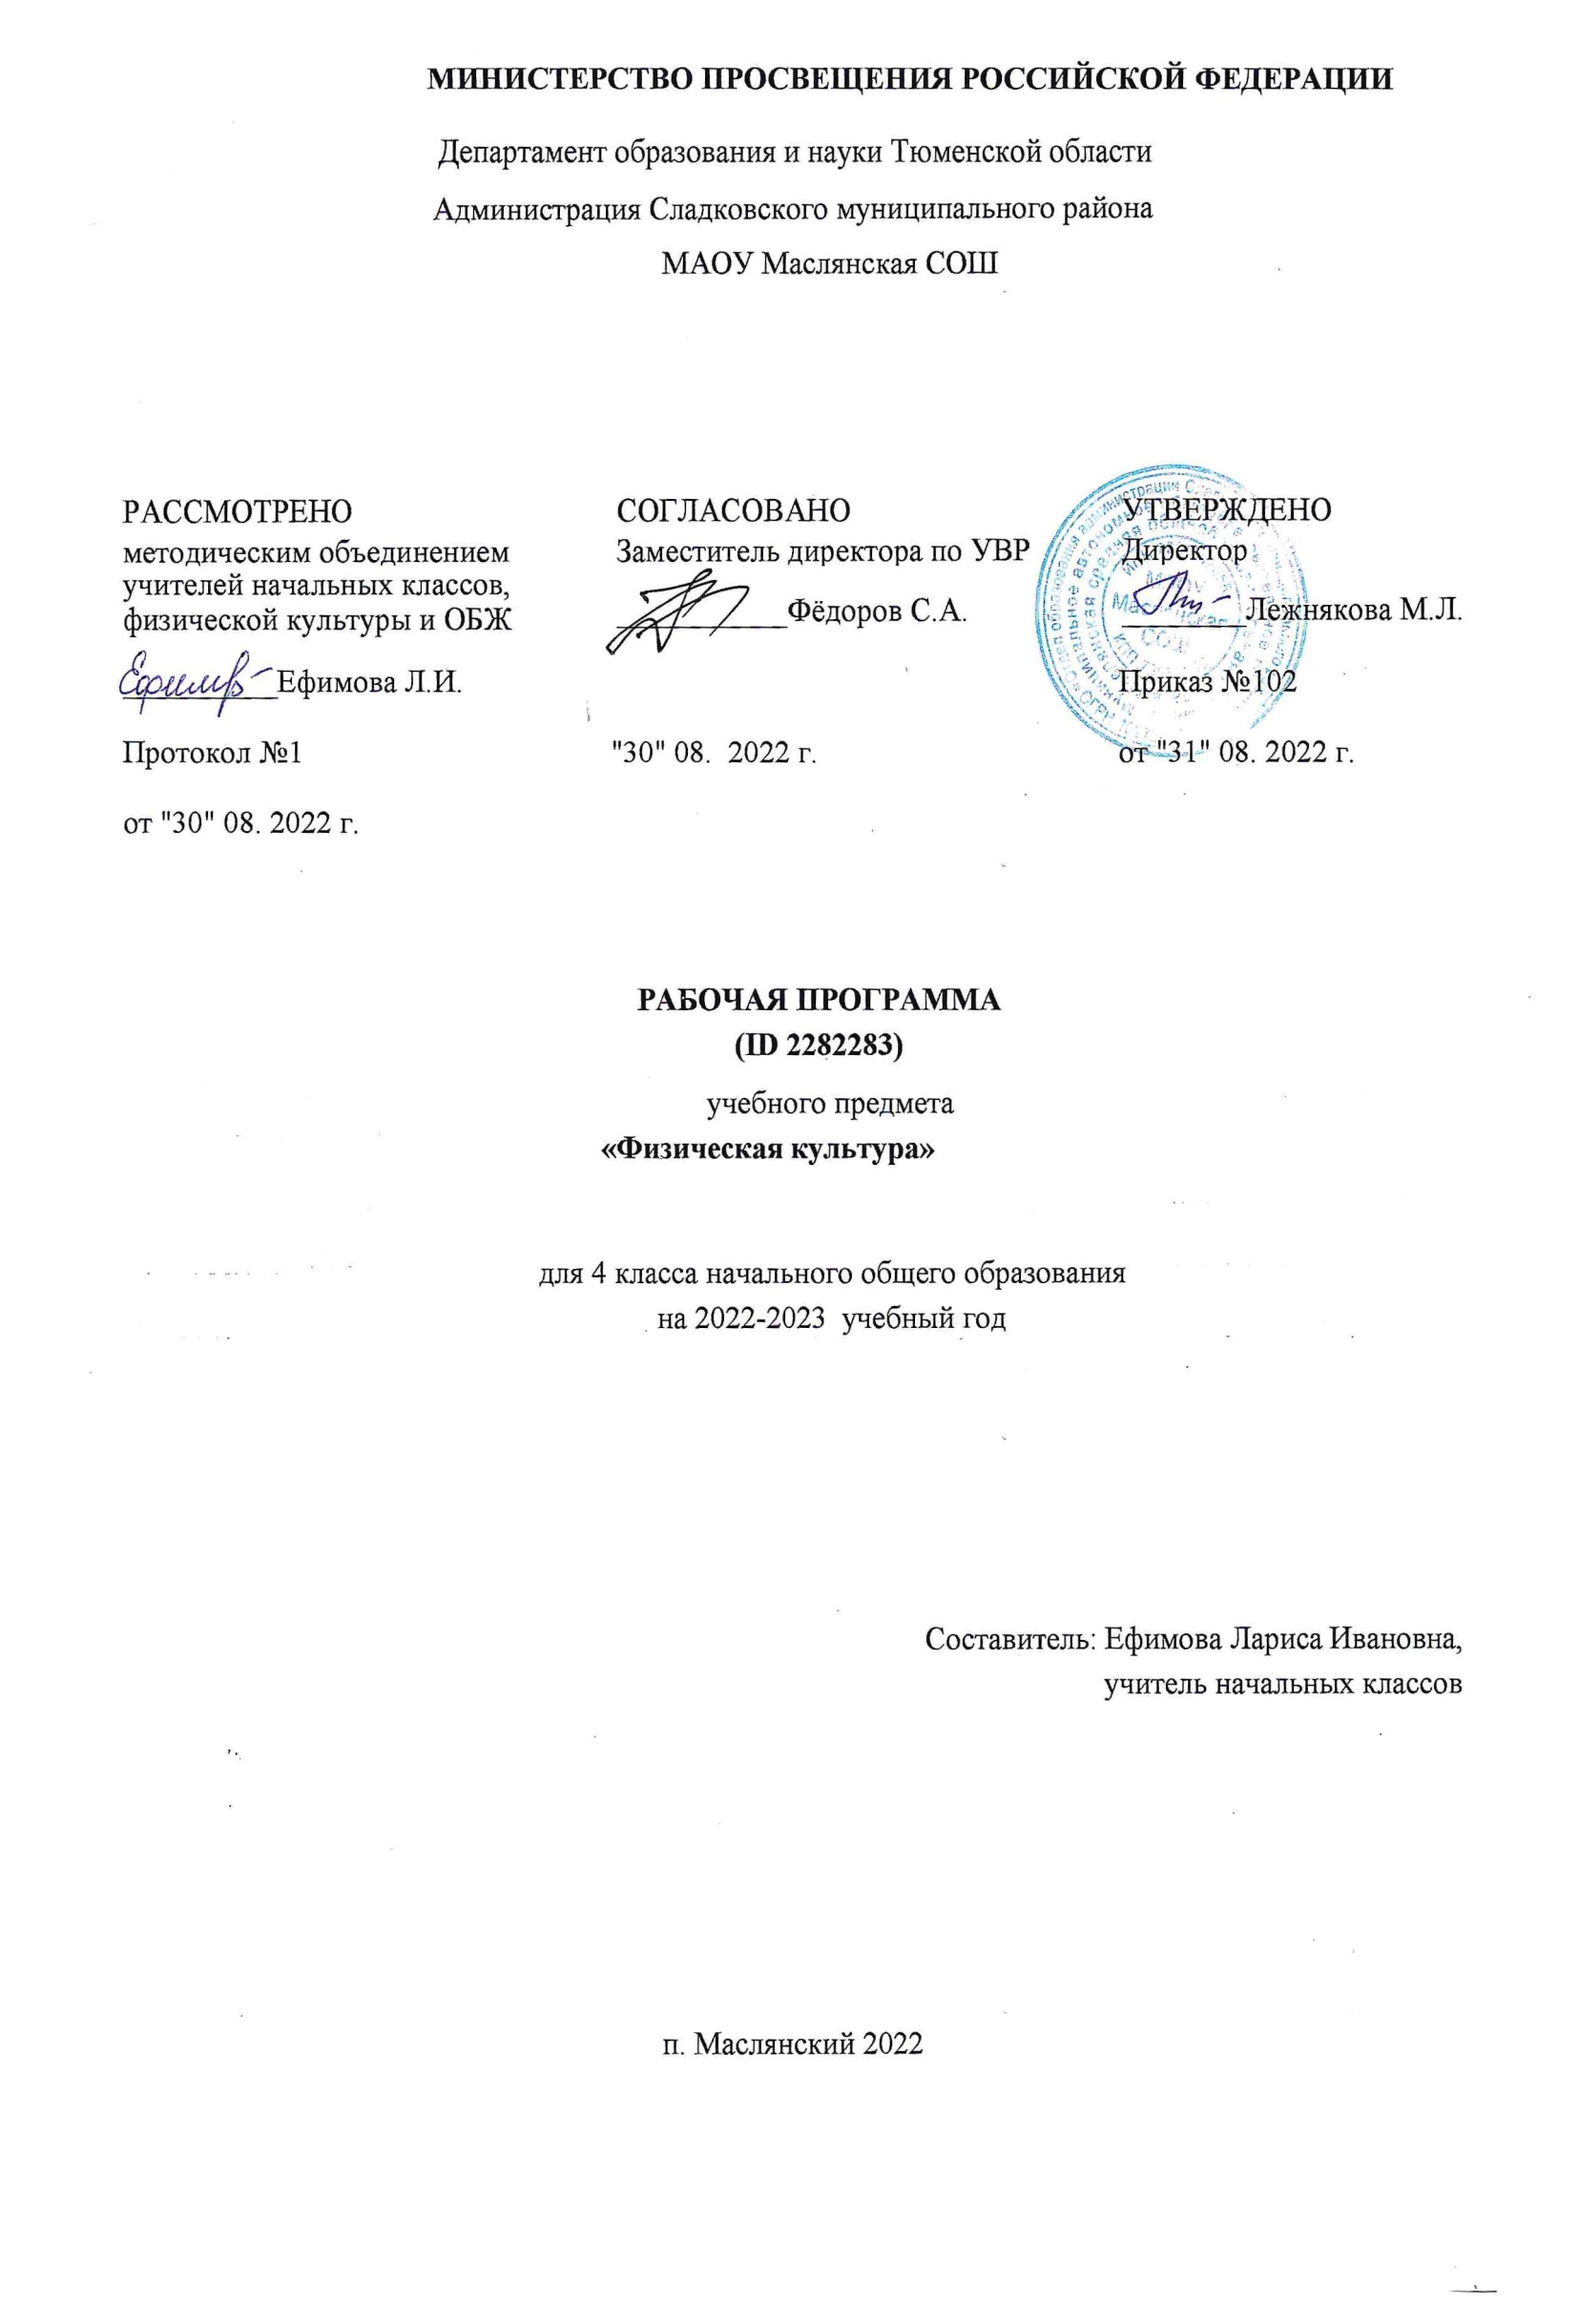 МИНИСТЕРСТВО ПРОСВЕЩЕНИЯ РОССИЙСКОЙ ФЕДЕРАЦИИ
Департамент образования и науки Тюменской области
Администрация Сладковского муниципального района
МАОУ Маслянская СОШ
РАССМОТРЕНО
методическим объединением
учителей начальных классов,
физической культуры и ОБЖ
Ефимова Л.И.
Протокол №1
от "30" 08. 2022 г.
СОГЛАСОВАНО
Заместитель директора по УВР
Фёдоров С.А.
"30" 08. 2022 г.
УТВЕРЖДЕНО
Директор
Лежнякова М.Л.
Приказ №102
от "31" 08. 2022 г.
РАБОЧАЯ ПРОГРАММА
(ID 2282283)
учебного предмета
«Физическая культура»
для 4 класса начального общего образования
на 2022-2023 учебный год
Составитель: Ефимова Лариса Ивановна,
учитель начальных классов
п. Маслянский 2022